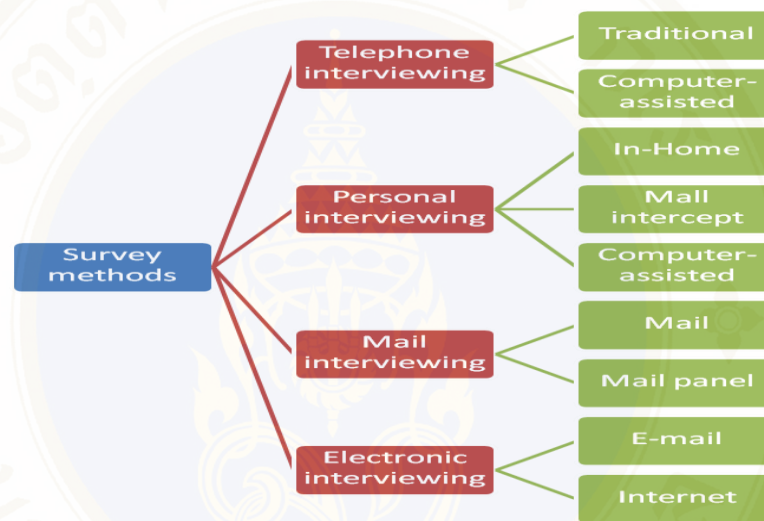 Survey
methods
Telephone
interviewing
Traditional
Computer-
assisted
Personal
interviewing
In-Home
Mall
intercept
Computer-
assisted
Mail
interviewing
Mail
Mail panel
Electronic
interviewing
E-mail
Internet